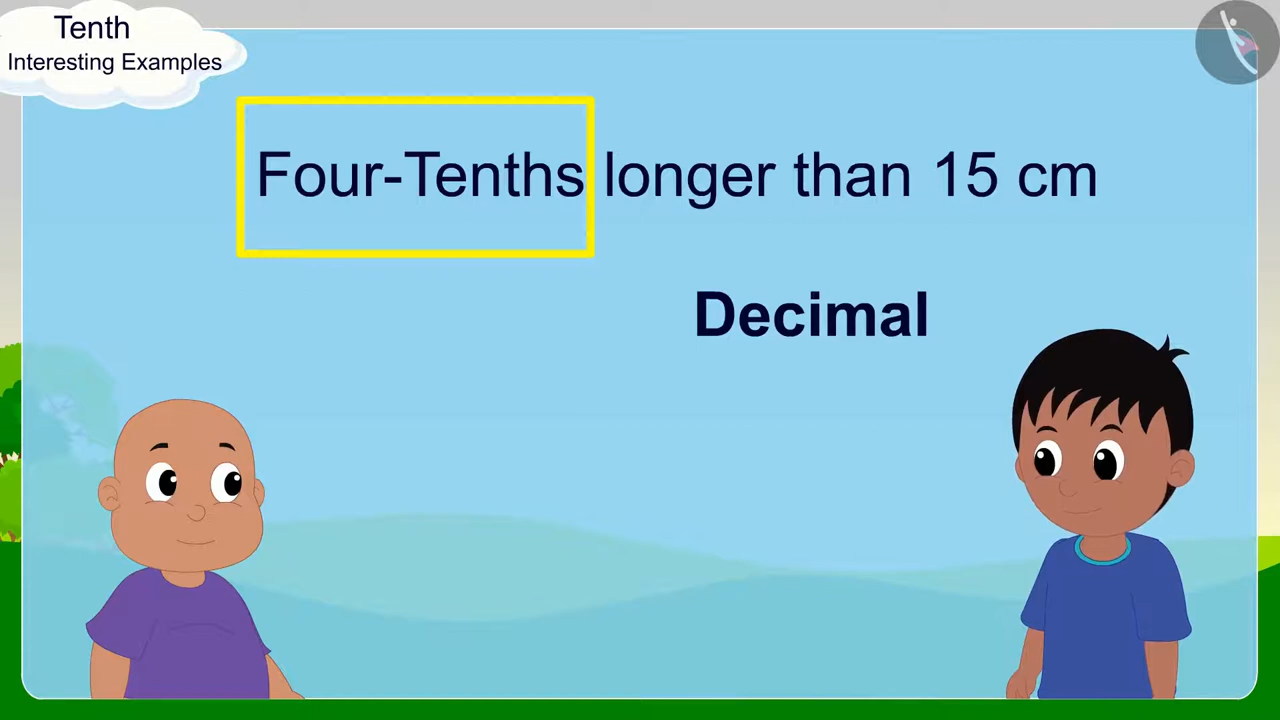 Tenth
Interesting Examples
Four-Tenths longer than 15 cm
Decimal